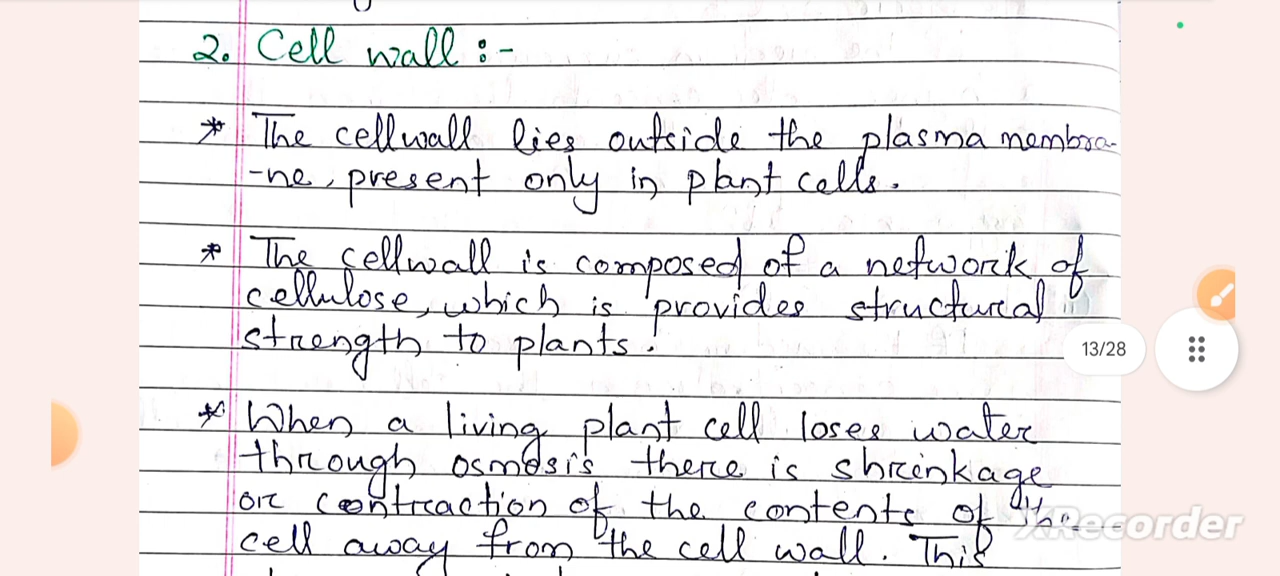 2. Cell wall :-
* The cellwall lies outside the plasma membra-
-ne, present only in plant cells.
* The cellwall is composed of a network of
cellulose, which is provides structural
strength to plants.
13/28
* When a living plant cell loses water
through osmosis there is shrinkage
or contraction of the contents of the
cell away from the cell wall. This
XRecorder